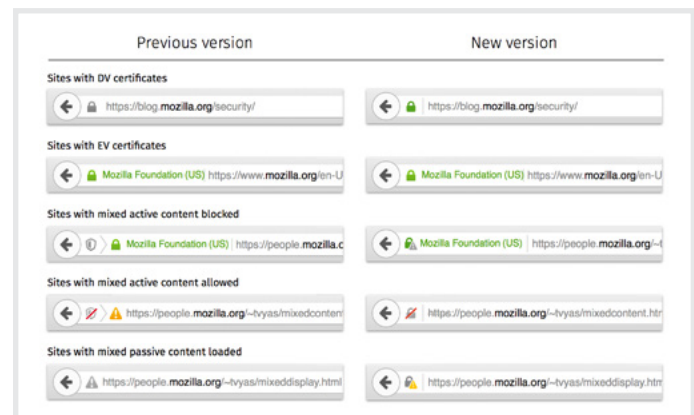 Previous version New version
Sites with DV certificates
https://blog.mozilla.org/security/ https://blog.mozilla.org/security/
Sites with EV certificates
Mozilla Foundation (US) https://www.mozilla.org/en-U Mozilla Foundation (US) https://www.mozilla.org/en-U
Sites with mixed active content blocked
Mozilla Foundation (US) https://people.mozilla.c Mozilla Foundation (US) https://people.mozilla.org/~t
Sites with mixed active content allowed
https://people.mozilla.org/~tvyas/mixedconten https://people.mozilla.org/~tvyas/mixedcontent.htm
Sites with mixed passive content loaded
https://people.mozilla.org/~tvyas/mixeddisplay.html https://people.mozilla.org/~tvyas/mixeddisplay.htm